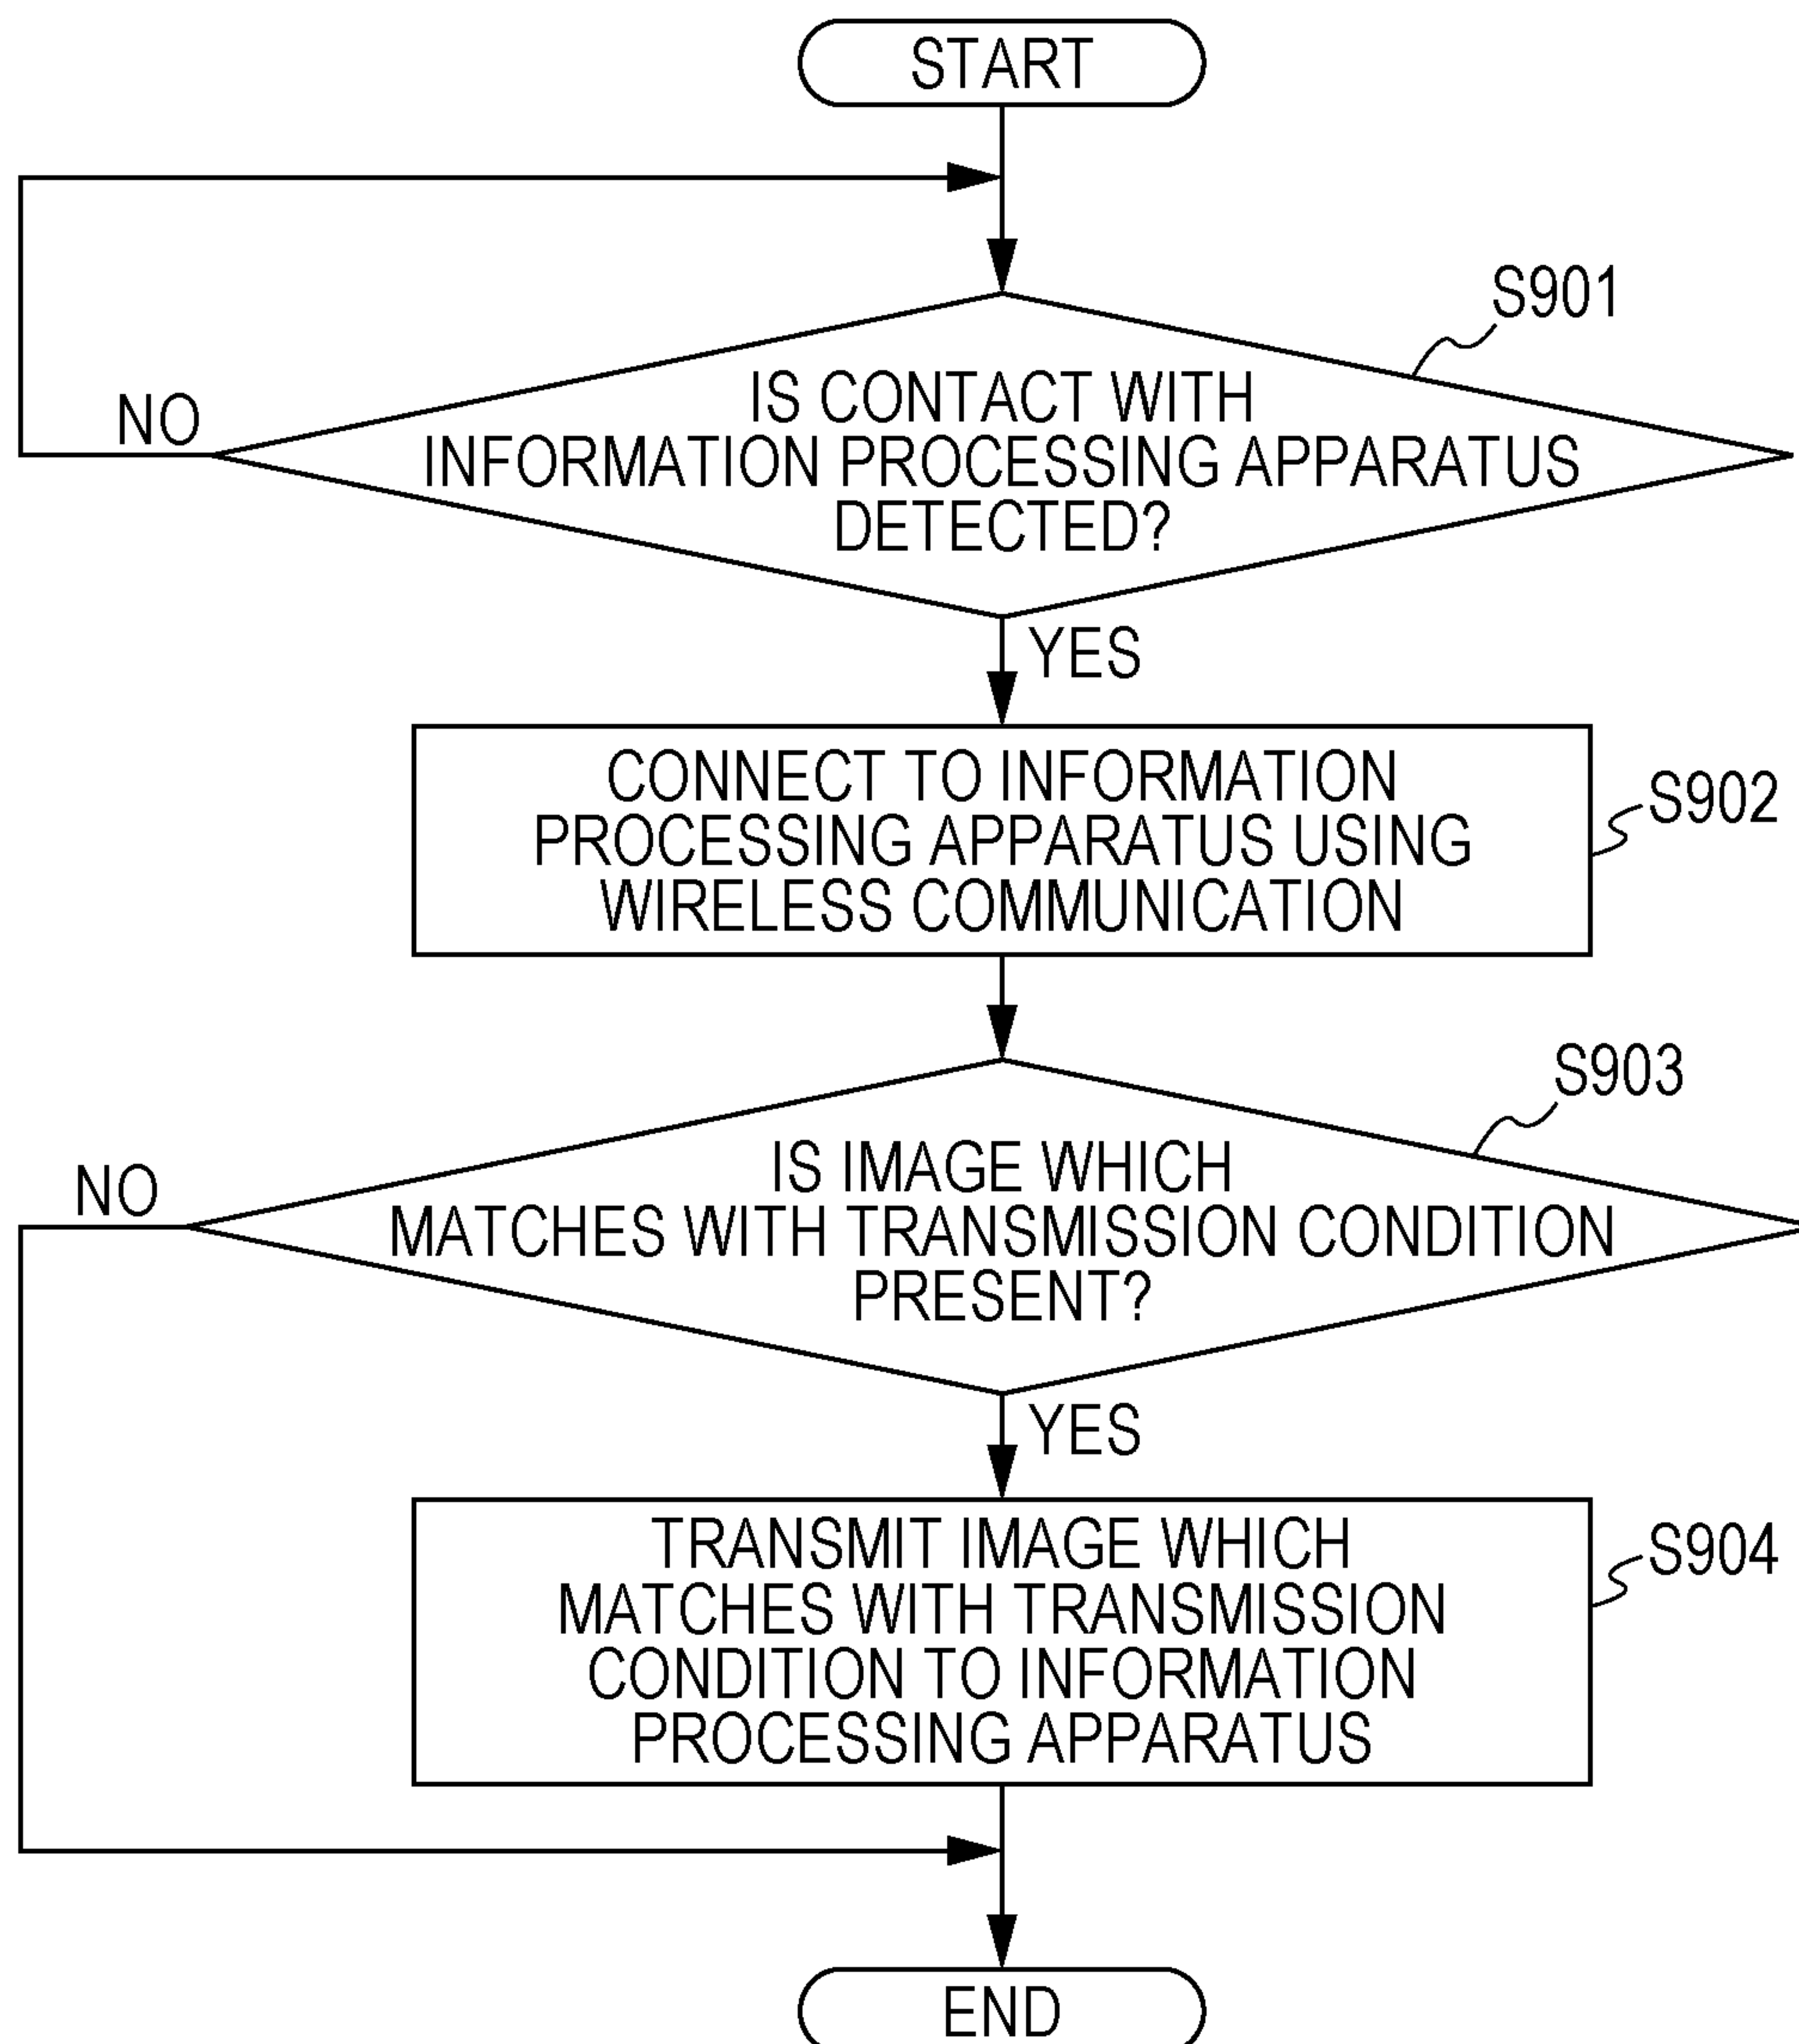 START
S901
IS CONTACT WITH
INFORMATION PROCESSING APPARATUS
DETECTED?
NO
YES
CONNECT TO INFORMATION
PROCESSING APPARATUS USING
WIRELESS COMMUNICATION
S902
S903
IS IMAGE WHICH
MATCHES WITH TRANSMISSION CONDITION
PRESENT?
NO
YES
TRANSMIT IMAGE WHICH
MATCHES WITH TRANSMISSION
CONDITION TO INFORMATION
PROCESSING APPARATUS
S904
END